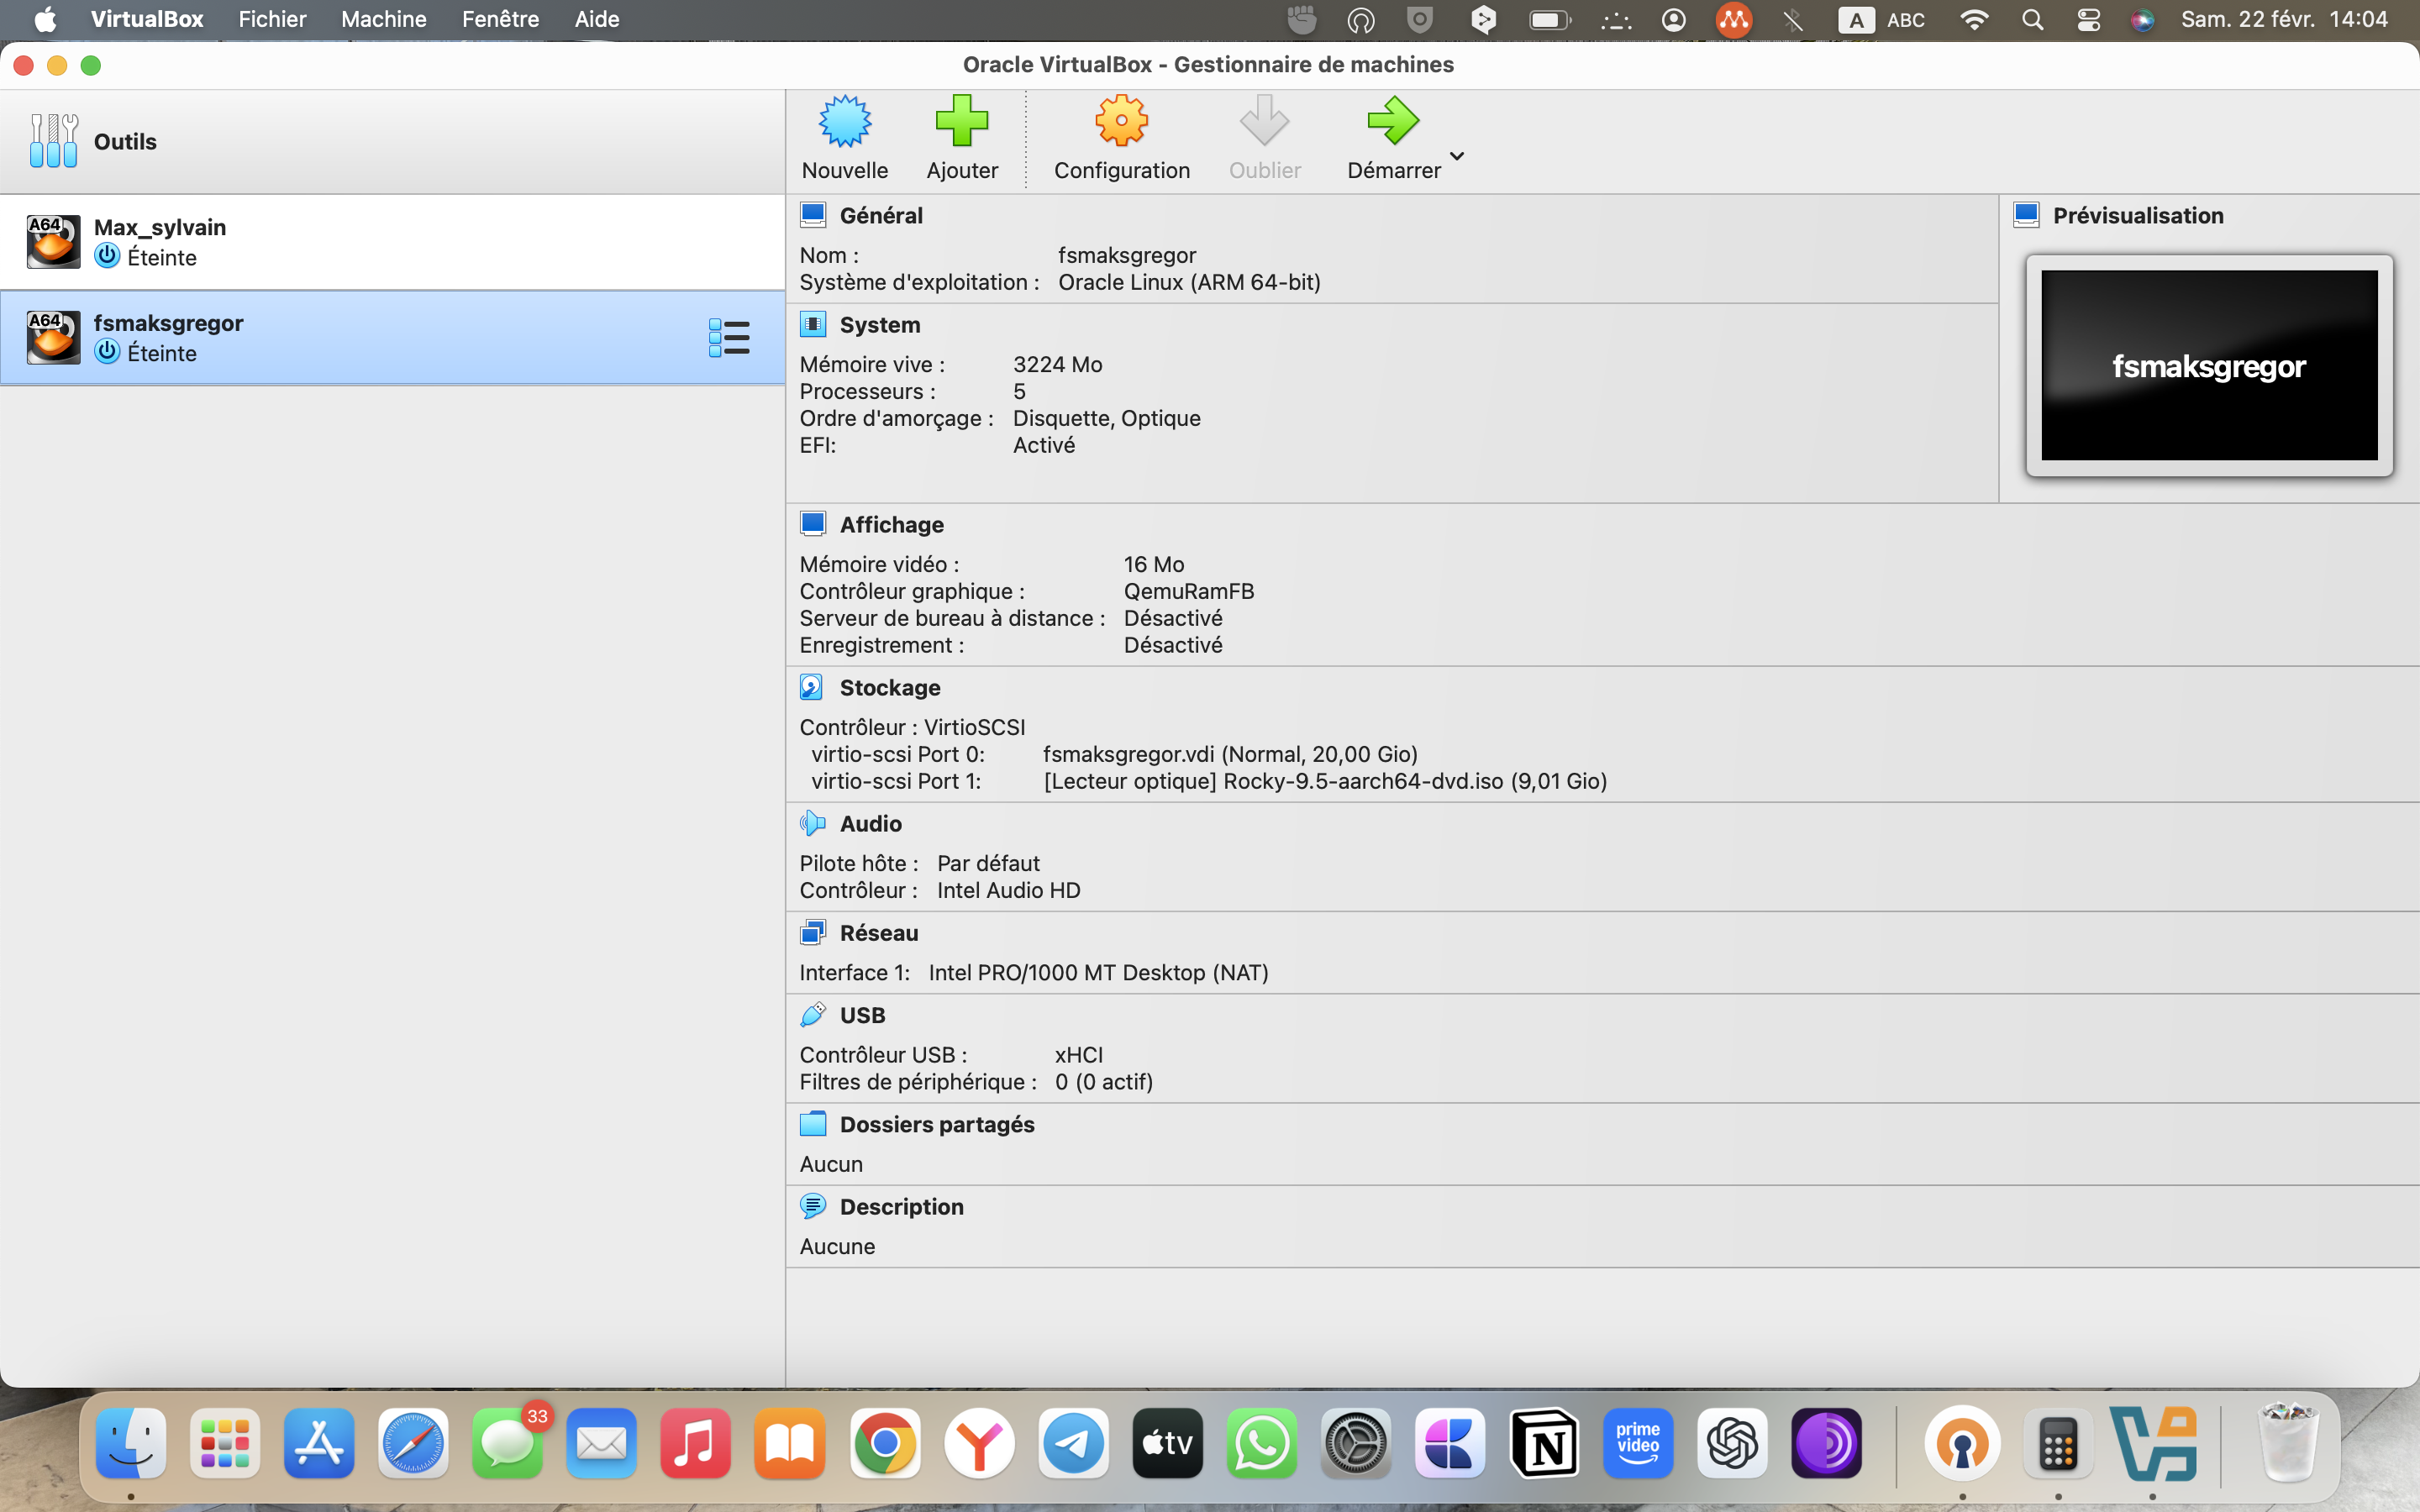 VirtualBox Fichier Machine Fenêtre Aide A ABC Sam. 22 févr. 14:04
Oracle VirtualBox - Gestionnaire de machines
Outils
Nouvelle Ajouter Configuration Oublier Démarrer
A64 Max_sylvain
Éteinte
A64 fsmaksgregor
Éteinte
Général
Nom : fsmaksgregor
Système d'exploitation : Oracle Linux (ARM 64-bit)
Prévisualisation
fsmaksgregor
System
Mémoire vive : 3224 Mo
Processeurs : 5
Ordre d'amorçage : Disquette, Optique
EFI: Activé
Affichage
Mémoire vidéo : 16 Mo
Contrôleur graphique : QemuRamFB
Serveur de bureau à distance : Désactivé
Enregistrement : Désactivé
Stockage
Contrôleur : VirtioSCSI
virtio-scsi Port 0: fsmaksgregor.vdi (Normal, 20,00 Gio)
virtio-scsi Port 1: [Lecteur optique] Rocky-9.5-aarch64-dvd.iso (9,01 Gio)
Audio
Pilote hôte : Par défaut
Contrôleur : Intel Audio HD
Réseau
Interface 1: Intel PRO/1000 MT Desktop (NAT)
USB
Contrôleur USB : xHCI
Filtres de périphérique : 0 (0 actif)
Dossiers partagés
Aucun
Description
Aucune
33
tv
prime video